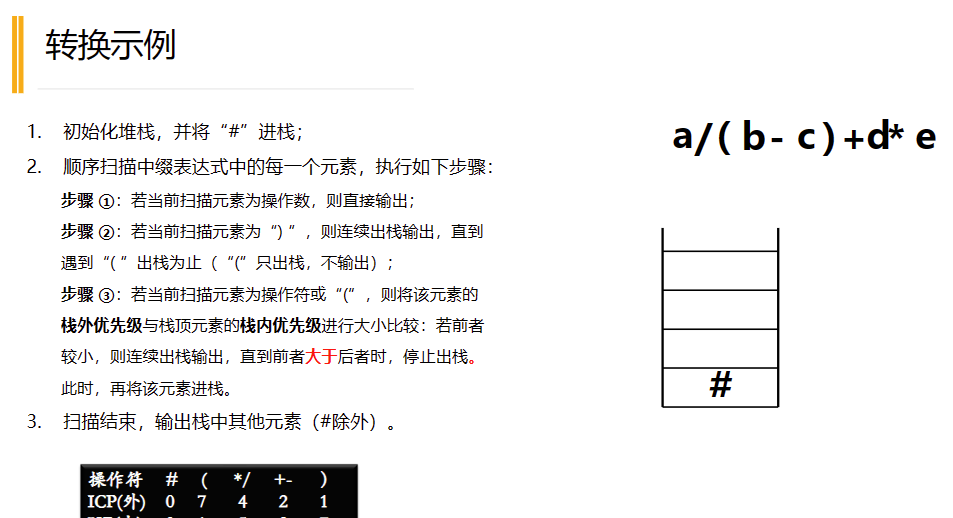 转换示例
1. 初始化堆栈，并将“#”进栈；
2. 顺序扫描中缀表达式中的每一个元素，执行如下步骤：
步骤 ①：若当前扫描元素为操作数，则直接输出；
步骤 ②：若当前扫描元素为“) ”，则连续出栈输出，直到
遇到“( ”出栈为止（“(”只出栈，不输出）；
步骤 ③：若当前扫描元素为操作符或“(”，则将该元素的
栈外优先级与栈顶元素的栈内优先级进行大小比较：若前者
较小，则连续出栈输出，直到前者大于后者时，停止出栈。
此时，再将该元素进栈。
3. 扫描结束，输出栈中其他元素（#除外）。
a/( b- c)+d* e
#
操作符 # ( */ +- )
ICP(外) 0 7 4 2 1